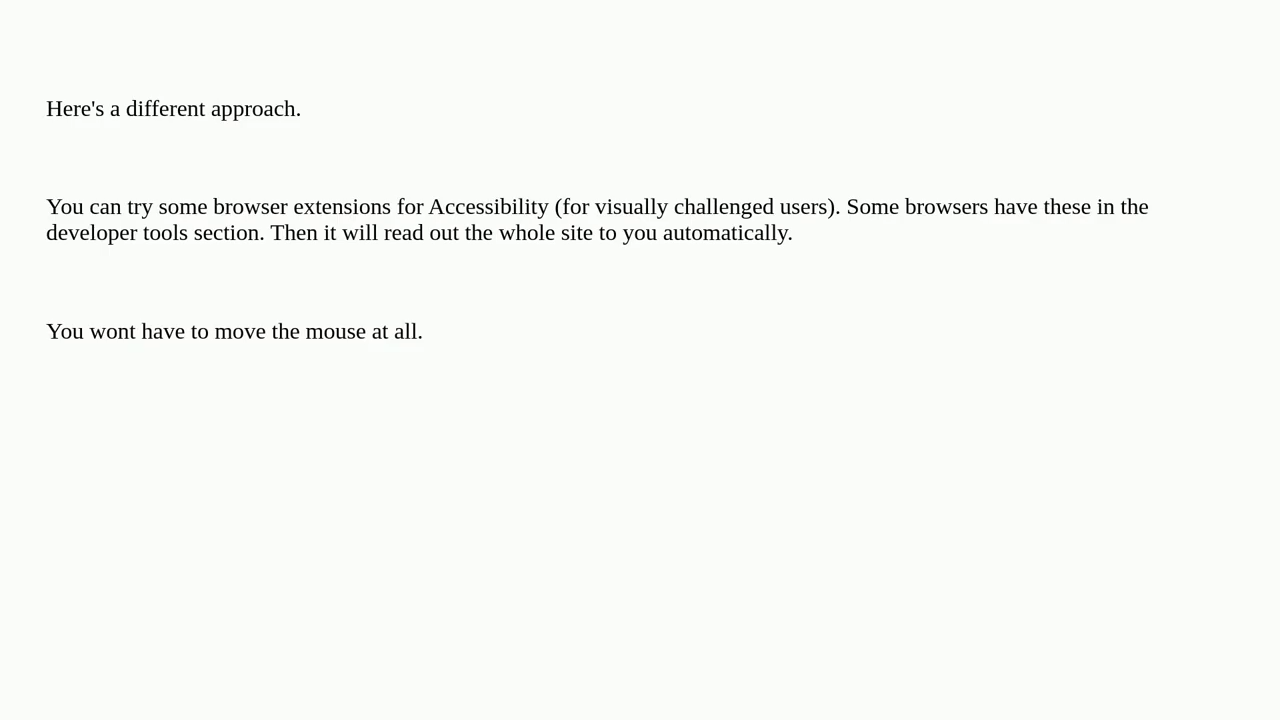 Here's a different approach.
You can try some browser extensions for Accessibility (for visually challenged users). Some browsers have these in the
developer tools section. Then it will read out the whole site to you automatically.
You wont have to move the mouse at all.